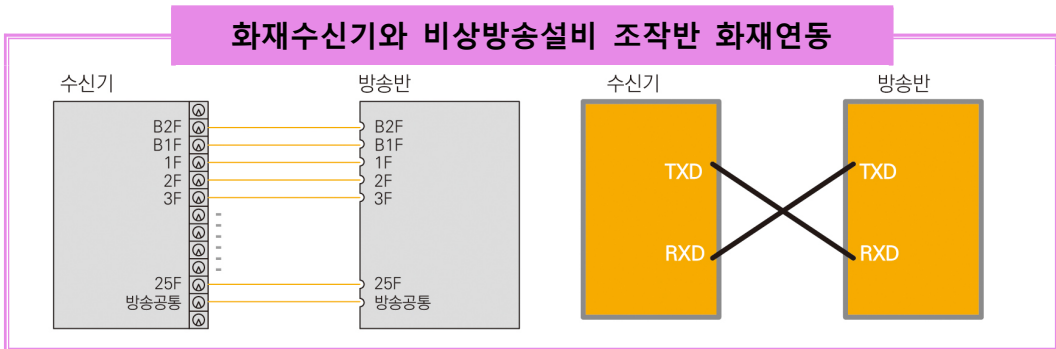 화재수신기와 비상방송설비 조작반 화재연동
수신기
방송반
B2F
B1F
1F
2F
3F
25F
방송공통
B2F
B1F
1F
2F
3F
25F
방송공통
수신기
방송반
TXD
RXD
TXD
RXD